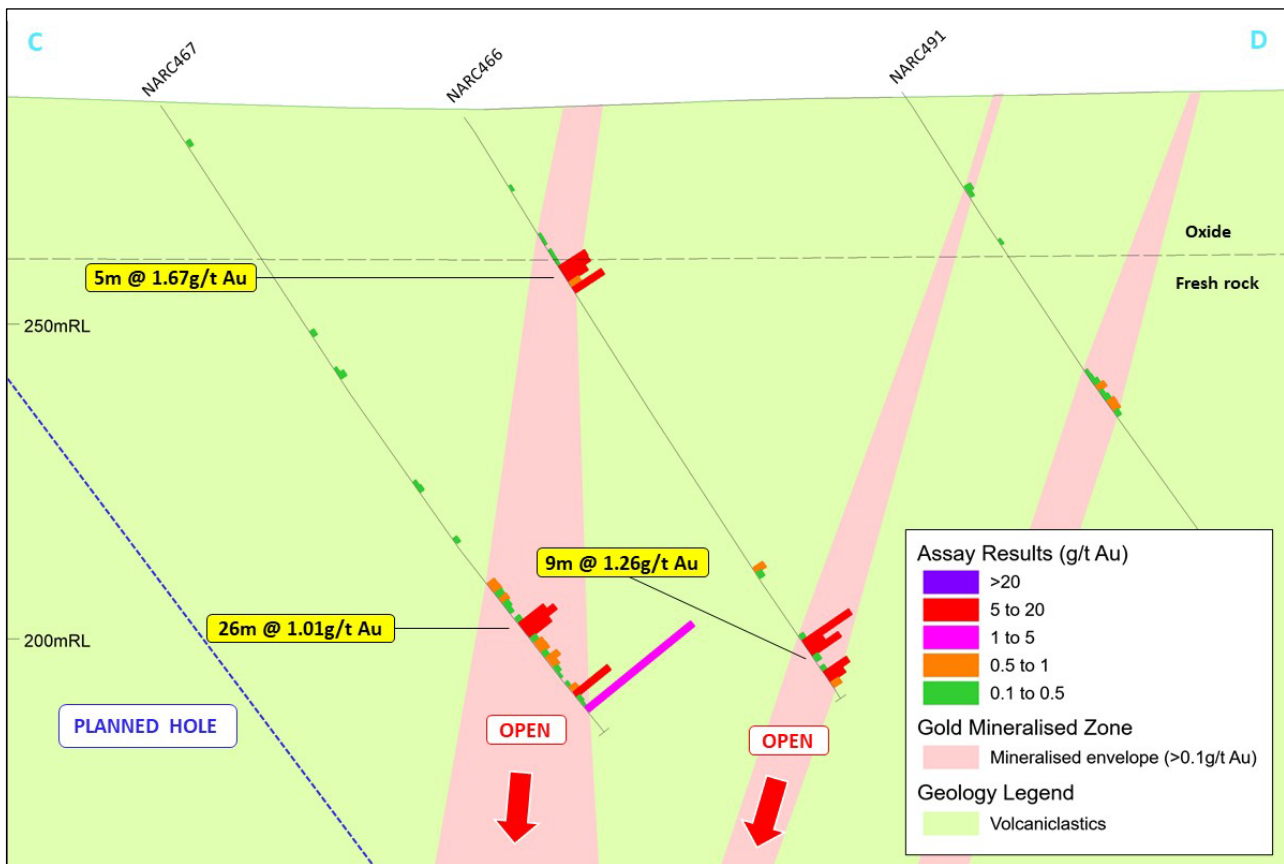 C
D
NARC467
NARC466
NARC491
Oxide
5m @ 1.67g/t Au
Fresh rock
250mRL
9m @ 1.26g/t Au
26m @ 1.01g/t Au
200mRL
PLANNED HOLE
OPEN
OPEN
Assay Results (g/t Au)
>20
5 to 20
1 to 5
0.5 to 1
0.1 to 0.5
Gold Mineralised Zone
Mineralised envelope (>0.1g/t Au)
Geology Legend
Volcaniclastics